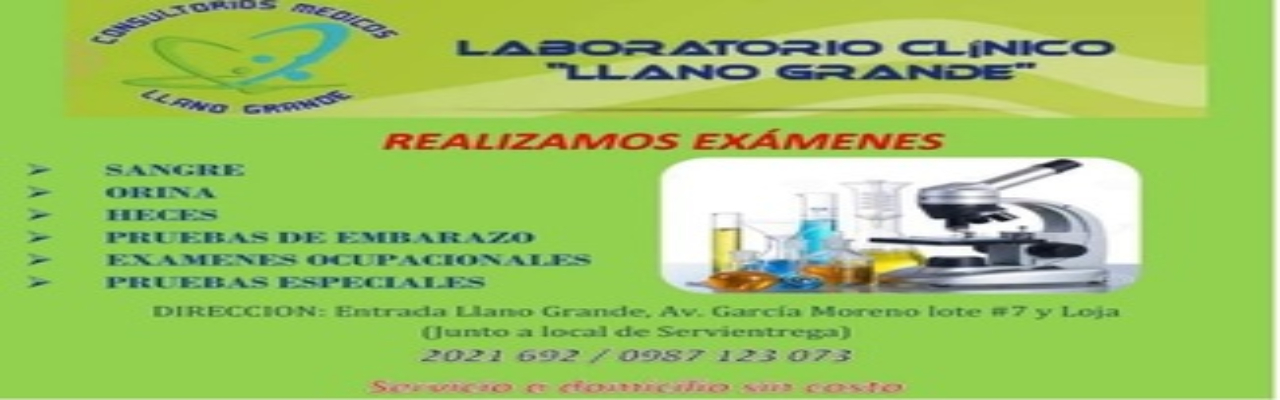 CONSULTORIOS MEDICOS
LLANO GRANDE
LABORATORIO CLíNICO
"LLANO GRANDE"
REALIZAMOS EXÁMENES
➢ SANGRE
➢ ORINA
➢ HECES
➢ PRUEBAS DE EMBARAZO
➢ EXAMENES OCUPACIONALES
➢ PRUEBAS ESPECIALES
DIRECCION: Entrada Llano Grande, Av. García Moreno lote #7 y Loja
(Junto a local de Servientrega)
2021 692 / 0987 123 073
Servicio a domicilio sin costo